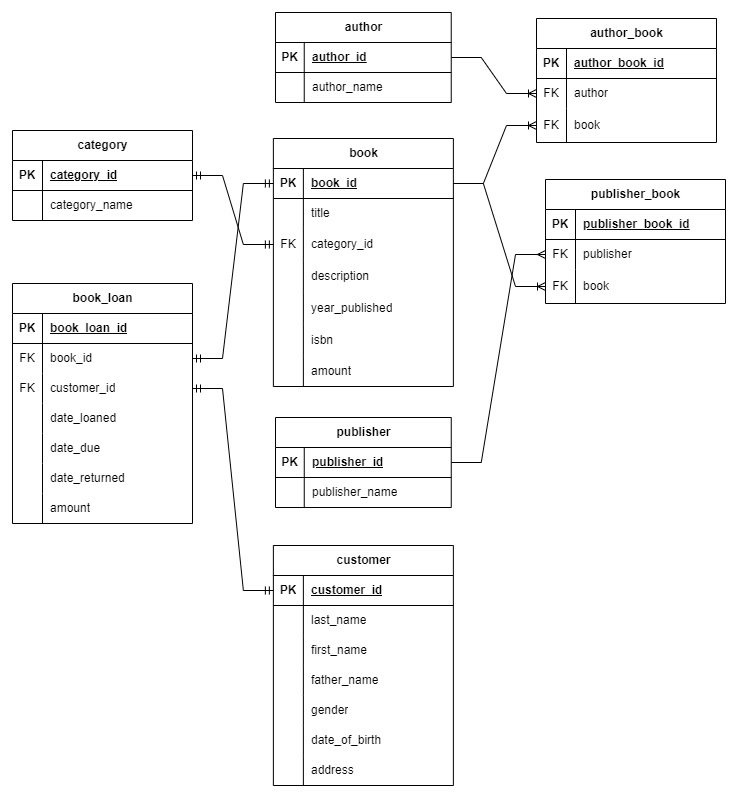 author
PK author_id
author_name
author_book
PK author_book_id
FK author
FK book
category
PK category_id
category_name
book
PK book_id
title
FK category_id
description
year_published
isbn
amount
publisher_book
PK publisher_book_id
FK publisher
FK book
book_loan
PK book_loan_id
FK book_id
FK customer_id
date_loaned
date_due
date_returned
amount
publisher
PK publisher_id
publisher_name
customer
PK customer_id
last_name
first_name
father_name
gender
date_of_birth
address